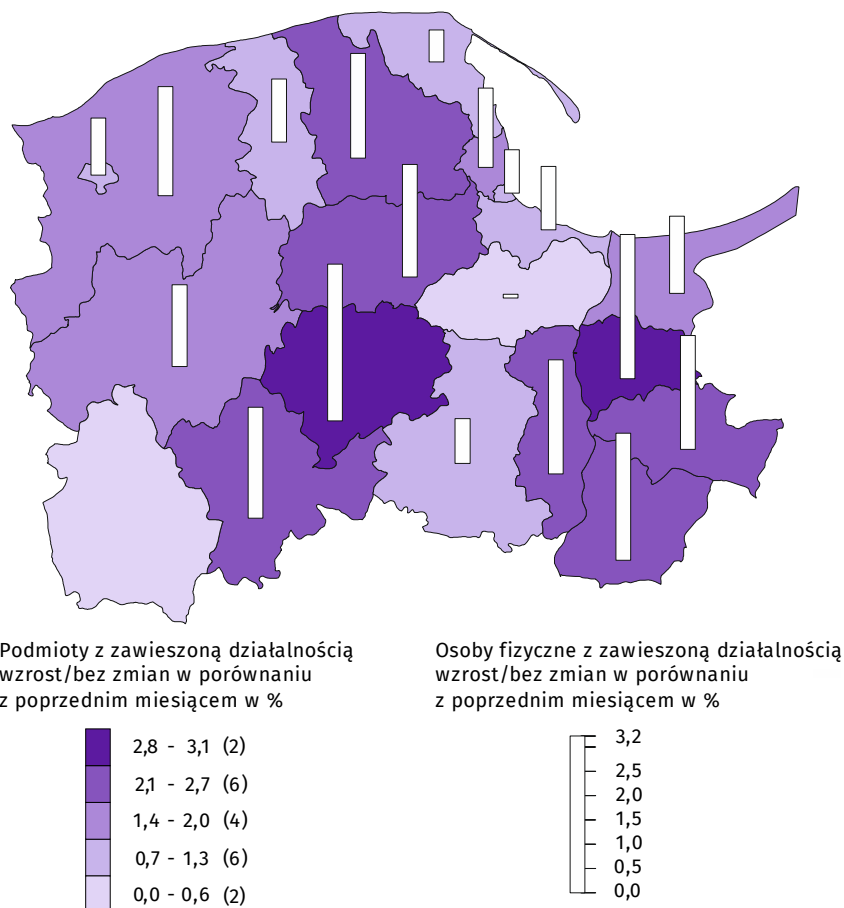 Podmioty z zawieszoną działalnością
wzrost/bez zmian w porównaniu
z poprzednim miesiącem w %
2,8 - 3,1 (2)
2,1 - 2,7 (6)
1,4 - 2,0 (4)
0,7 - 1,3 (6)
0,0 - 0,6 (2)
Osoby fizyczne z zawieszoną działalnością
wzrost/bez zmian w porównaniu
z poprzednim miesiącem w %
3,2
2,5
2,0
1,5
1,0
0,5
0,0